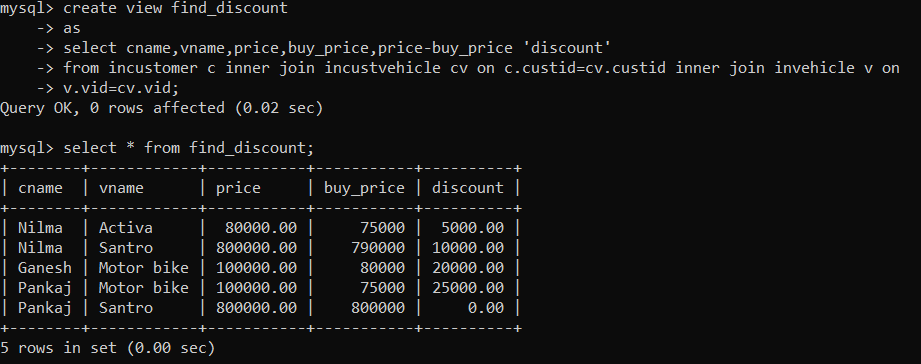 mysql> create view find_discount
    -> as
    -> select cname,vname,price,buy_price,price-buy_price 'discount'
    -> from incustomer c inner join incustvehicle cv on c.custid=cv.custid inner join invehicle v on
    -> v.vid=cv.vid;
Query OK, 0 rows affected (0.02 sec)

mysql> select * from find_discount;
+--------+------------+-----------+-----------+----------+
| cname  | vname      | price     | buy_price | discount |
+--------+------------+-----------+-----------+----------+
| Nilma  | Activa     |  80000.00 |     75000 |  5000.00 |
| Nilma  | Santro     | 800000.00 |    790000 | 10000.00 |
| Ganesh | Motor bike | 100000.00 |     80000 | 20000.00 |
| Pankaj | Motor bike | 100000.00 |     75000 | 25000.00 |
| Pankaj | Santro     | 800000.00 |    800000 |     0.00 |
+--------+------------+-----------+-----------+----------+
5 rows in set (0.00 sec)